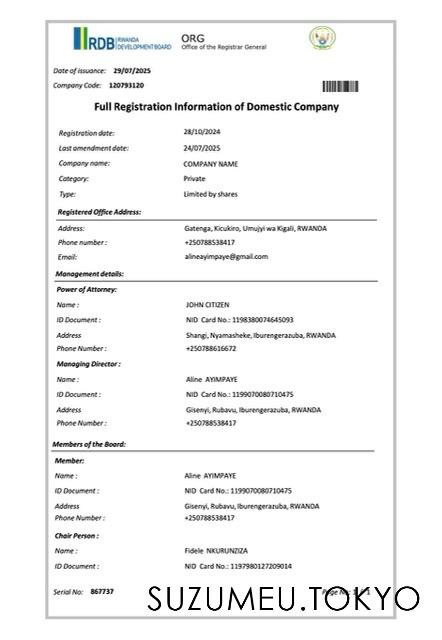 RDB RWANDA DEVELOPMENT BOARD
ORG
Office of the Registrar General
Date of issuance: 29/07/2025
Company Code: 120793120
Full Registration Information of Domestic Company
Registration date: 28/10/2024
Last amendment date: 24/07/2025
Company name: COMPANY NAME
Category: Private
Type: Limited by shares
Registered Office Address:
Address: Gatenga, Kicukiro, Umujyi wa Kigali, RWANDA
Phone number : +250788538417
Email: alineayimpaye@gmail.com
Management details:
Power of Attorney:
Name : JOHN CITIZEN
ID Document : NID Card No.: 1198380074645093
Address Shangi, Nyamasheke, Iburengerazuba, RWANDA
Phone Number : +250788616672
Managing Director :
Name : Aline AYIMPAYE
ID Document : NID Card No.: 1199070080710475
Address Gisenyi, Rubavu, Iburengerazuba, RWANDA
Phone Number : +250788538417
Members of the Board:
Member:
Name : Aline AYIMPAYE
ID Document : NID Card No.: 1199070080710475
Address Gisenyi, Rubavu, Iburengerazuba, RWANDA
Phone Number : +250788538417
Chair Person :
Name : Fidele NKURUNZIZA
ID Document : NID Card No.: 1197980127209014
Serial No: 867737
Page No: 1 / 1
SUZUMEU.TOKYO